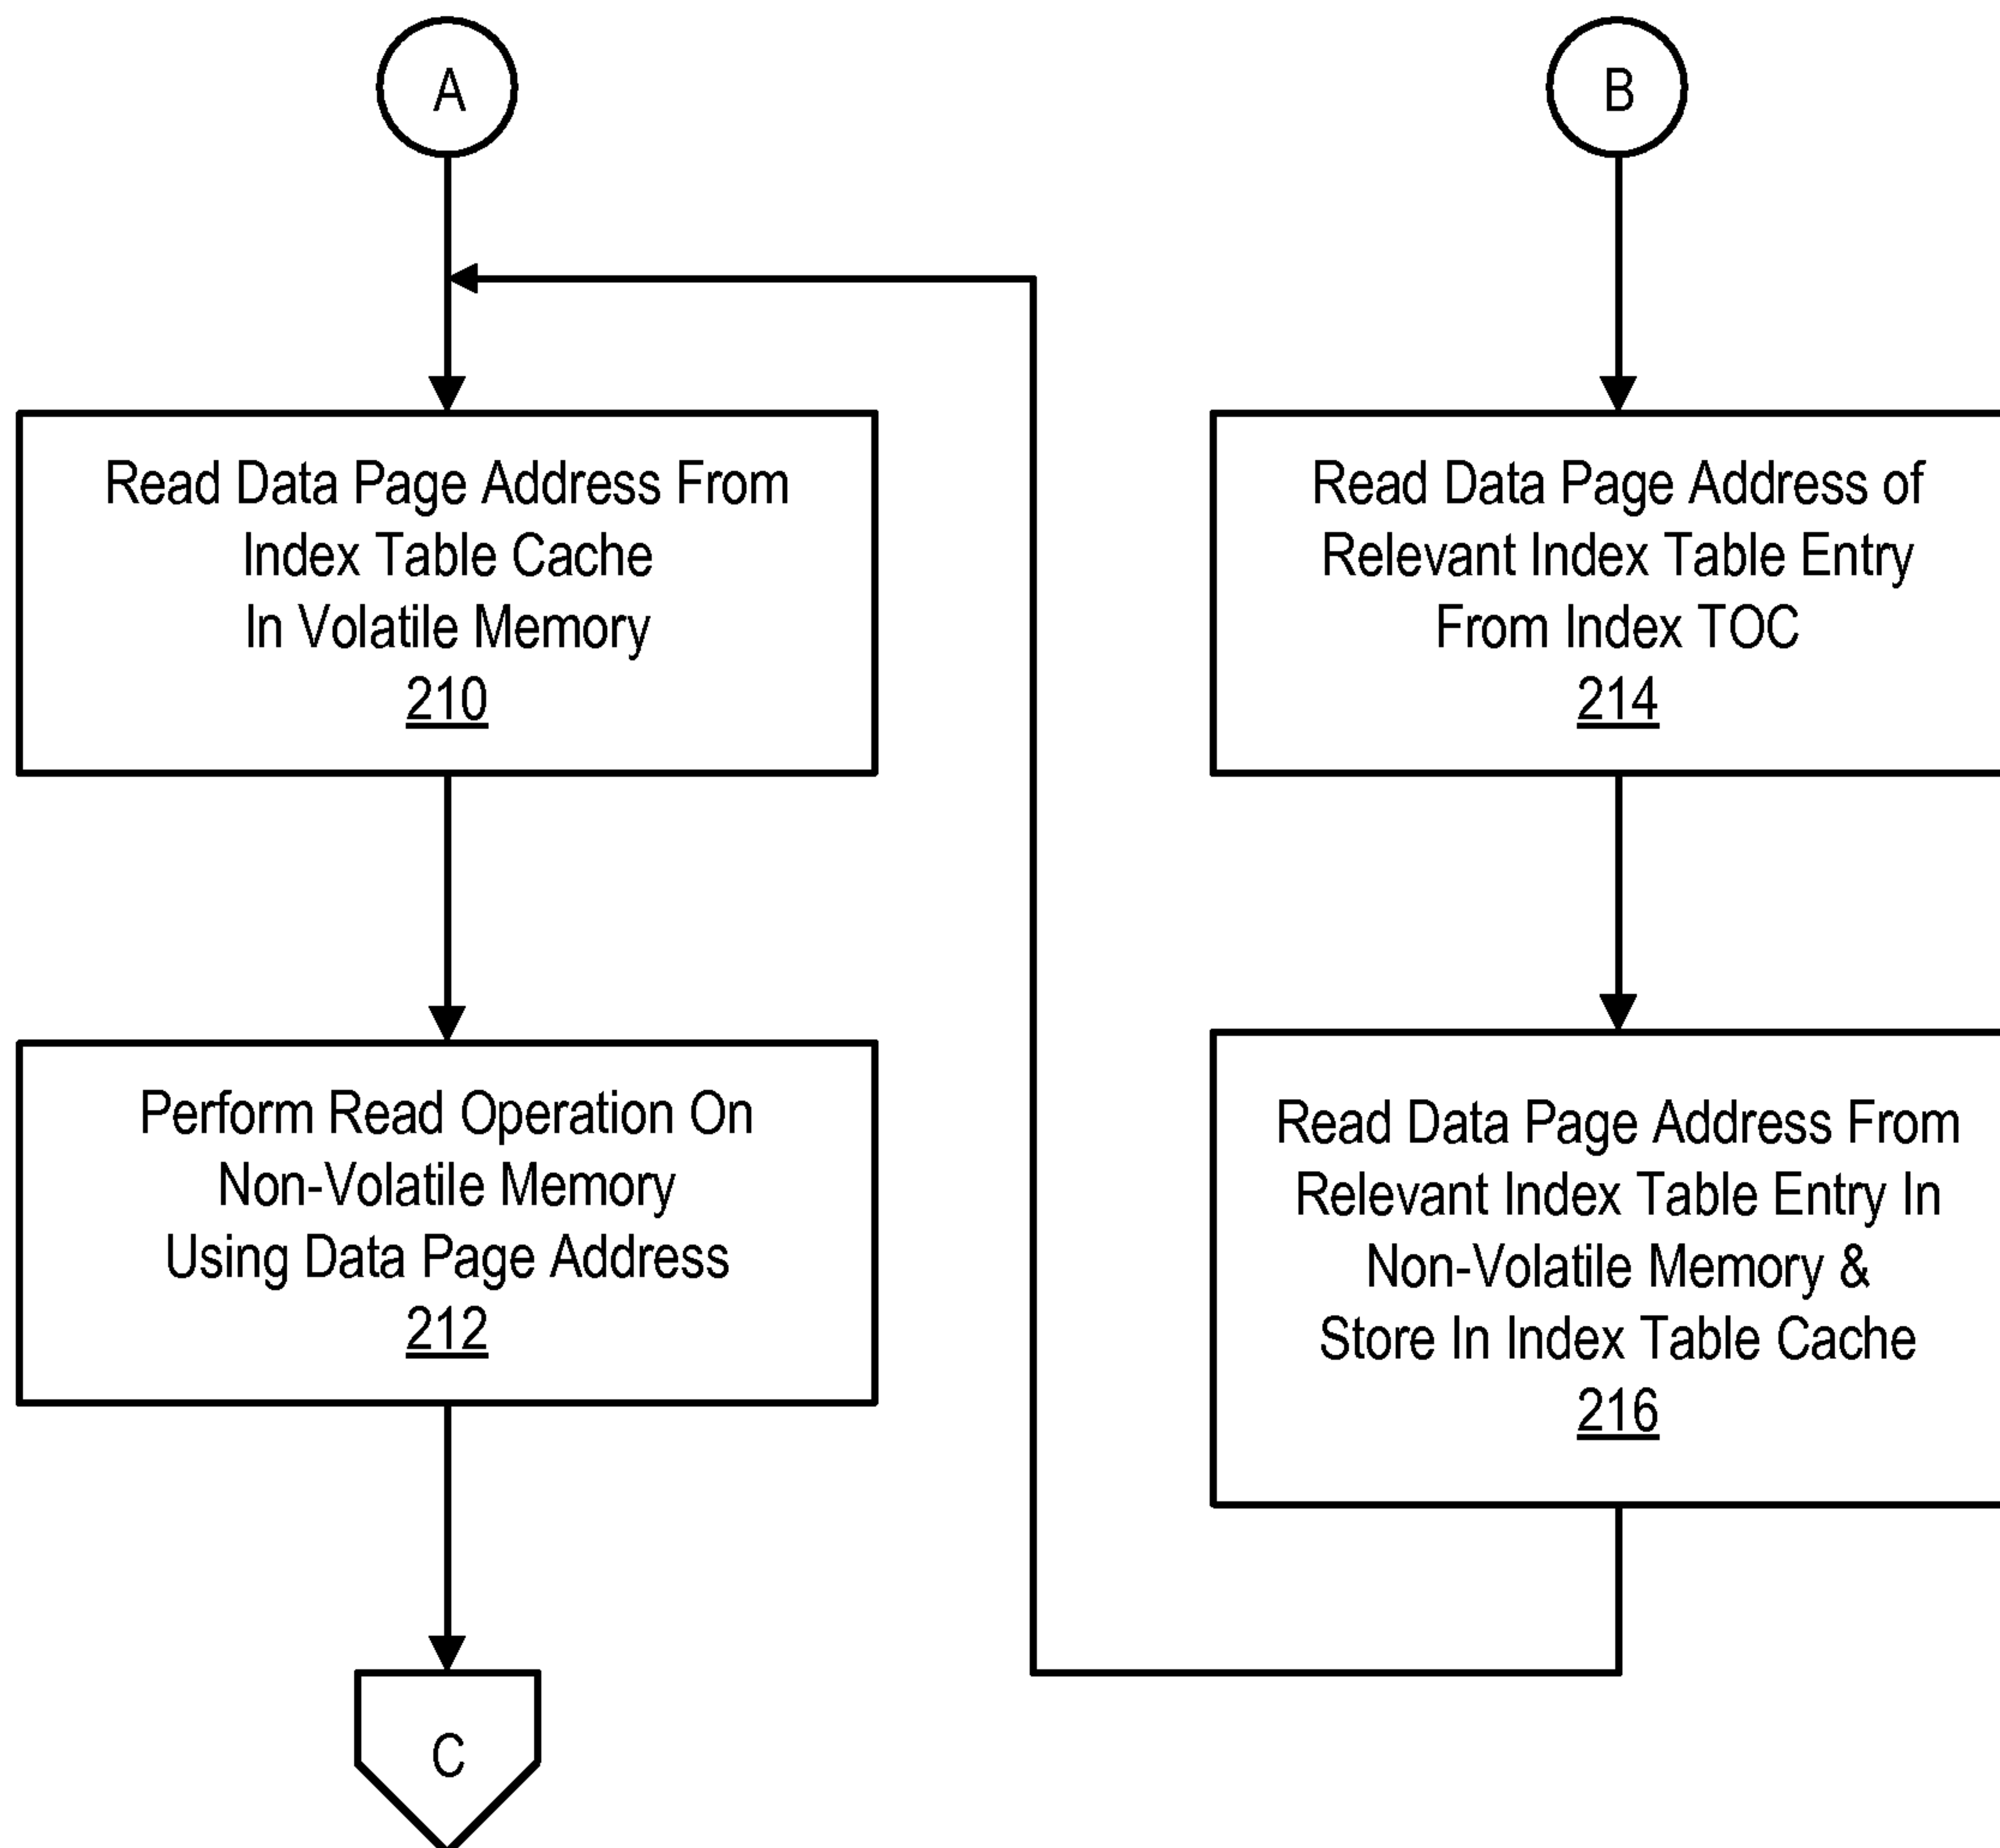 A
Read Data Page Address From
Index Table Cache
In Volatile Memory
210
Perform Read Operation On
Non-Volatile Memory
Using Data Page Address
212
C
B
Read Data Page Address of
Relevant Index Table Entry
From Index TOC
214
Read Data Page Address From
Relevant Index Table Entry In
Non-Volatile Memory &
Store In Index Table Cache
216